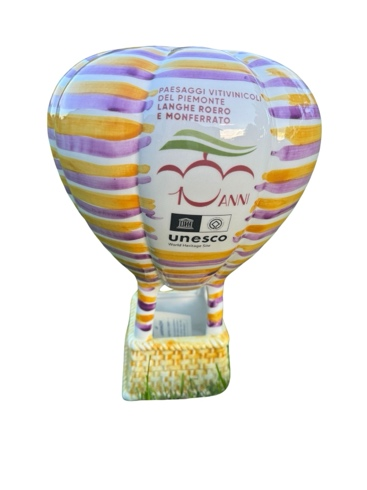 PAESAGGI VITIVINICOLI
DEL PIEMONTE
LANGHE ROERO
E MONFERRATO
10 ANNI
unesco
World Heritage Site